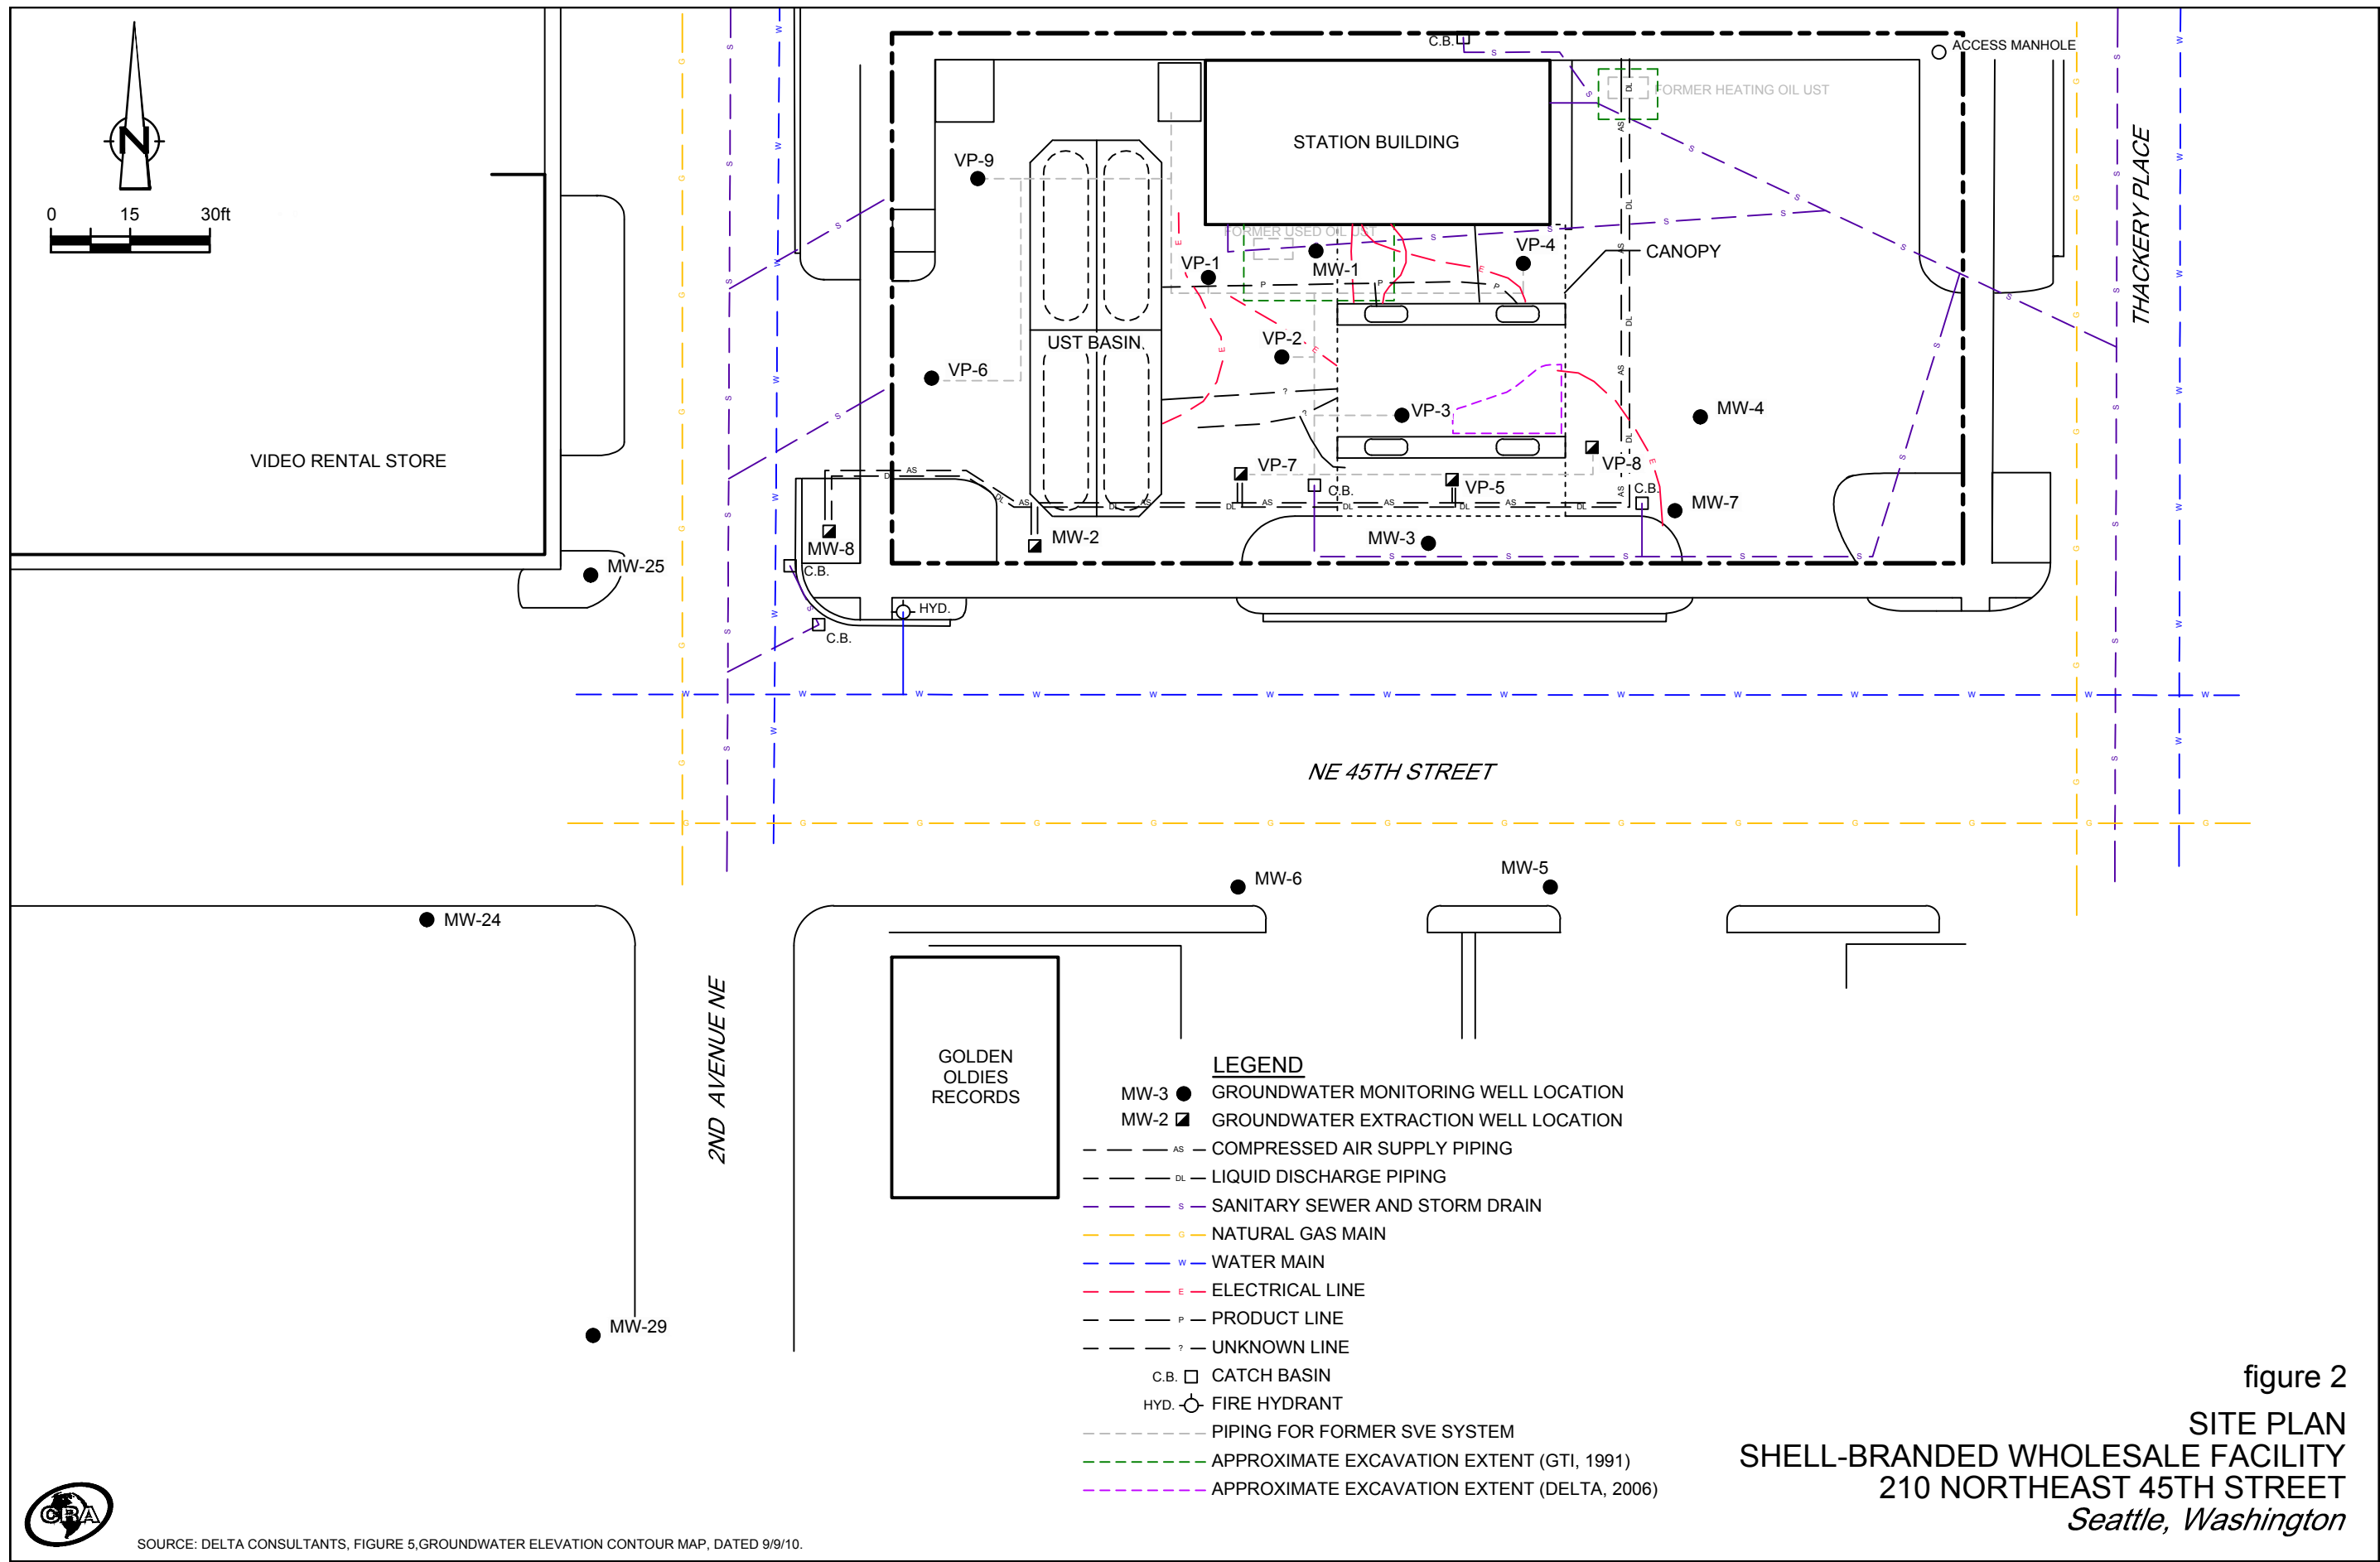 C.B.
ACCESS MANHOLE
N
0 15 30ft
FORMER HEATING OIL UST
STATION BUILDING
THACKERY PLACE
VP-9
FORMER USED OIL UST
VP-1
MW-1
VP-4
CANOPY
UST BASIN
VP-2
VP-6
VP-3
MW-4
VIDEO RENTAL STORE
VP-7
C.B.
VP-5
VP-8
C.B.
MW-7
MW-8
MW-2
MW-3
MW-25
C.B.
HYD.
C.B.
NE 45TH STREET
MW-6
MW-5
MW-24
2ND AVENUE NE
GOLDEN
OLDIES
RECORDS
MW-29
LEGEND
MW-3 GROUNDWATER MONITORING WELL LOCATION
MW-2 GROUNDWATER EXTRACTION WELL LOCATION
AS COMPRESSED AIR SUPPLY PIPING
DL LIQUID DISCHARGE PIPING
S SANITARY SEWER AND STORM DRAIN
G NATURAL GAS MAIN
W WATER MAIN
E ELECTRICAL LINE
P PRODUCT LINE
? UNKNOWN LINE
C.B. CATCH BASIN
HYD. FIRE HYDRANT
PIPING FOR FORMER SVE SYSTEM
APPROXIMATE EXCAVATION EXTENT (GTI, 1991)
APPROXIMATE EXCAVATION EXTENT (DELTA, 2006)
figure 2
SITE PLAN
SHELL-BRANDED WHOLESALE FACILITY
210 NORTHEAST 45TH STREET
Seattle, Washington
CRA
SOURCE: DELTA CONSULTANTS, FIGURE 5,GROUNDWATER ELEVATION CONTOUR MAP, DATED 9/9/10.